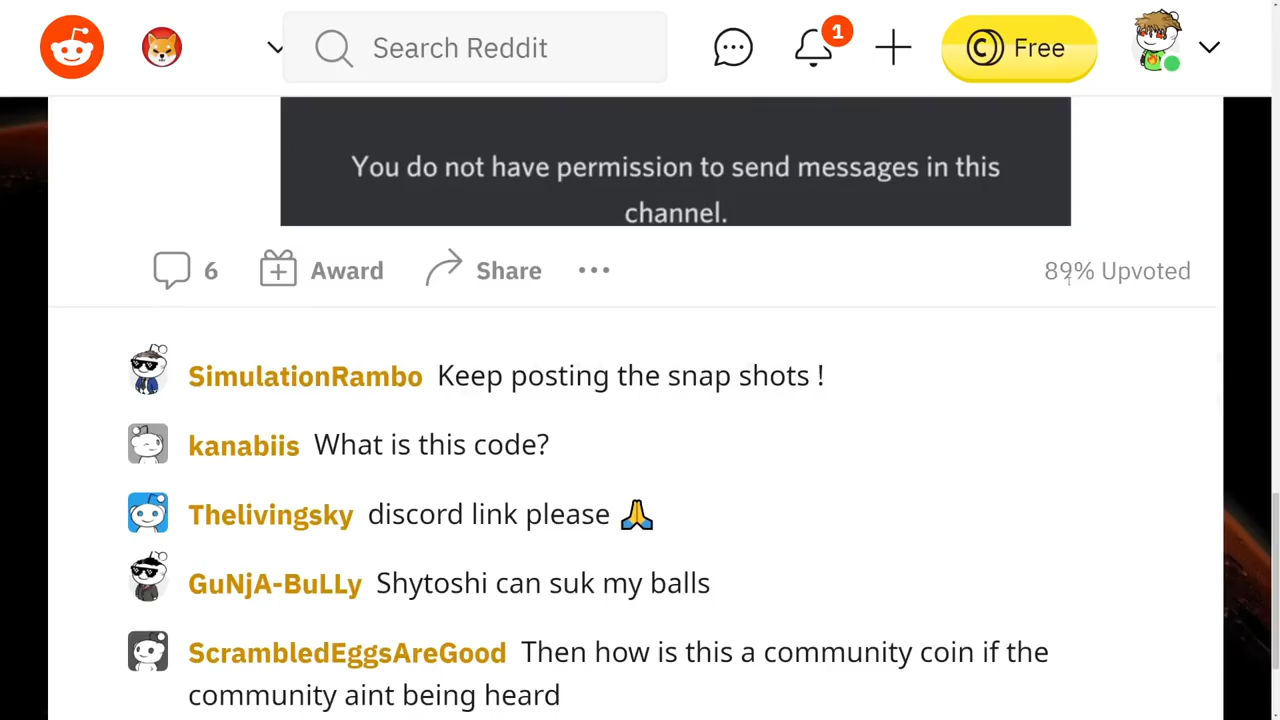 Search Reddit
1
Free
You do not have permission to send messages in this
channel.
6 Award Share 89% Upvoted
SimulationRambo Keep posting the snap shots !
kanabiis What is this code?
Thelivingsky discord link please 🙏
GuNjA-BuLLy Shytoshi can suk my balls
ScrambledEggsAreGood Then how is this a community coin if the
community aint being heard